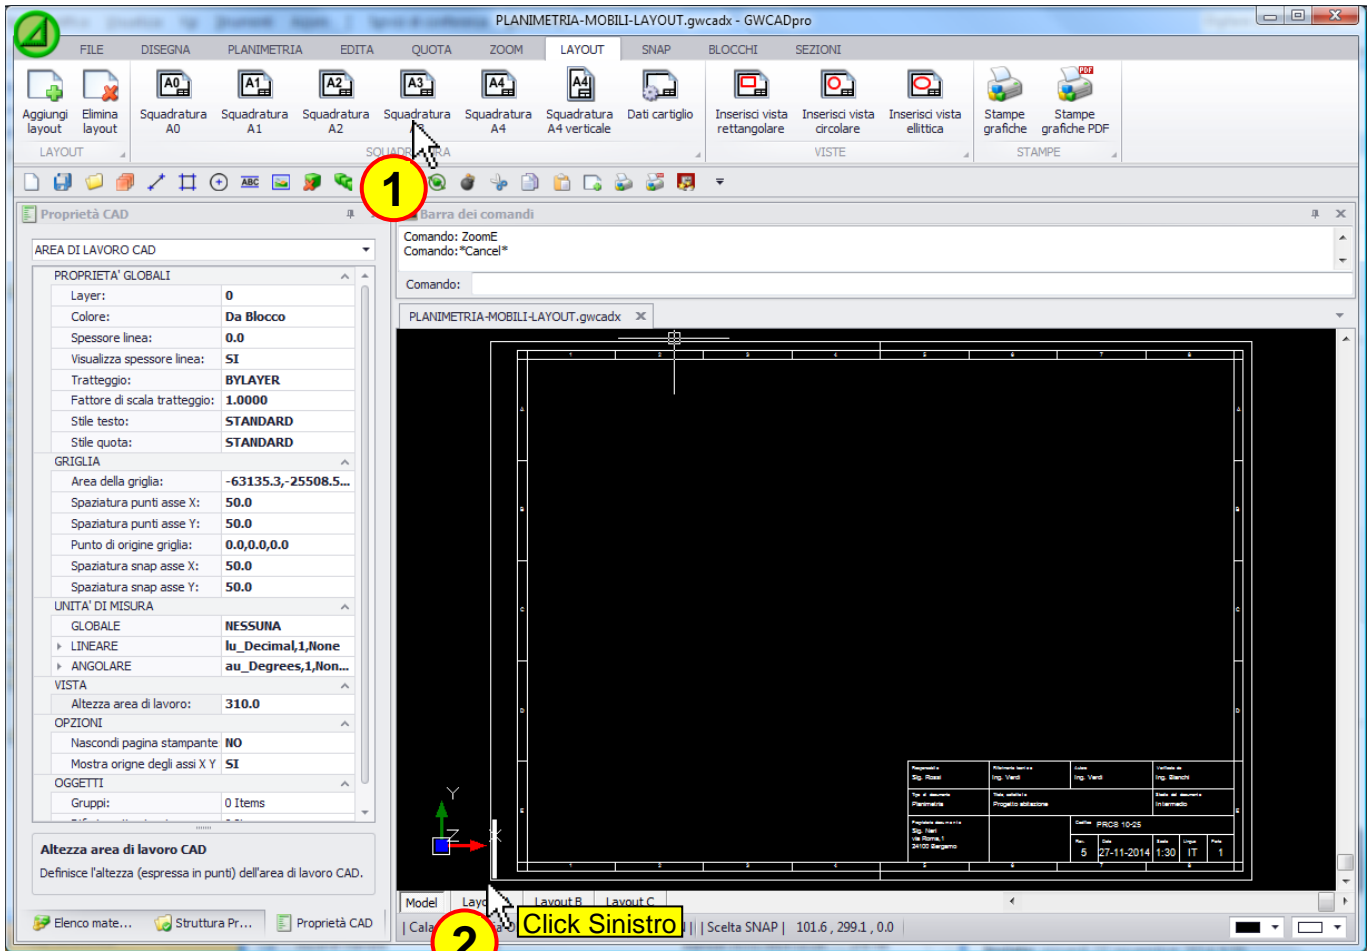 PLANIMETRIA-MOBILI-LAYOUT.gwcadx - GWCADpro
FILE DISEGNA PLANIMETRIA EDITA QUOTA ZOOM LAYOUT SNAP BLOCCHI SEZIONI
A0 A1 A2 A3 A4 A4 PDF
Aggiungi layout
Elimina layout
Squadratura A0
Squadratura A1
Squadratura A2
Squadratura
Squadratura A4
Squadratura A4 verticale
Dati cartiglio
Inserisci vista rettangolare
Inserisci vista circolare
Inserisci vista ellittica
Stampe grafiche
Stampe grafiche PDF
LAYOUT VISTE STAMPE
ABC
1
Proprietà CAD
AREA DI LAVORO CAD
PROPRIETA' GLOBALI
Layer: 0
Colore: Da Blocco
Spessore linea: 0.0
Visualizza spessore linea: SI
Tratteggio: BYLAYER
Fattore di scala tratteggio: 1.0000
Stile testo: STANDARD
Stile quota: STANDARD
GRIGLIA
Area della griglia: -63135.3,-25508.5...
Spaziatura punti asse X: 50.0
Spaziatura punti asse Y: 50.0
Punto di origine griglia: 0.0,0.0,0.0
Spaziatura snap asse X: 50.0
Spaziatura snap asse Y: 50.0
UNITA' DI MISURA
GLOBALE NESSUNA
LINEARE lu_Decimal,1,None
ANGOLARE au_Degrees,1,Non...
VISTA
Altezza area di lavoro: 310.0
OPZIONI
Nascondi pagina stampante NO
Mostra origne degli assi X Y SI
OGGETTI
Gruppi: 0 Items
Altezza area di lavoro CAD
Definisce l'altezza (espressa in punti) dell'area di lavoro CAD.
Elenco mate... Struttura Pr... Proprietà CAD
Barra dei comandi
Comando: ZoomE
Comando:*Cancel*
Comando:
PLANIMETRIA-MOBILI-LAYOUT.gwcadx
Sig. Rossi Ing. Verdi Ing. Verdi Ing. Bianchi
Planimetria Progetto abitazione Intermedio
Sig. Neri
via Roma,1
24100 Bergamo
PRC8 10-25
5 27-11-2014 1:30 IT 1
Y
Z
X
Model Layout B Layout C
2
Click Sinistro
| Scelta SNAP | 101.6 , 299.1 , 0.0